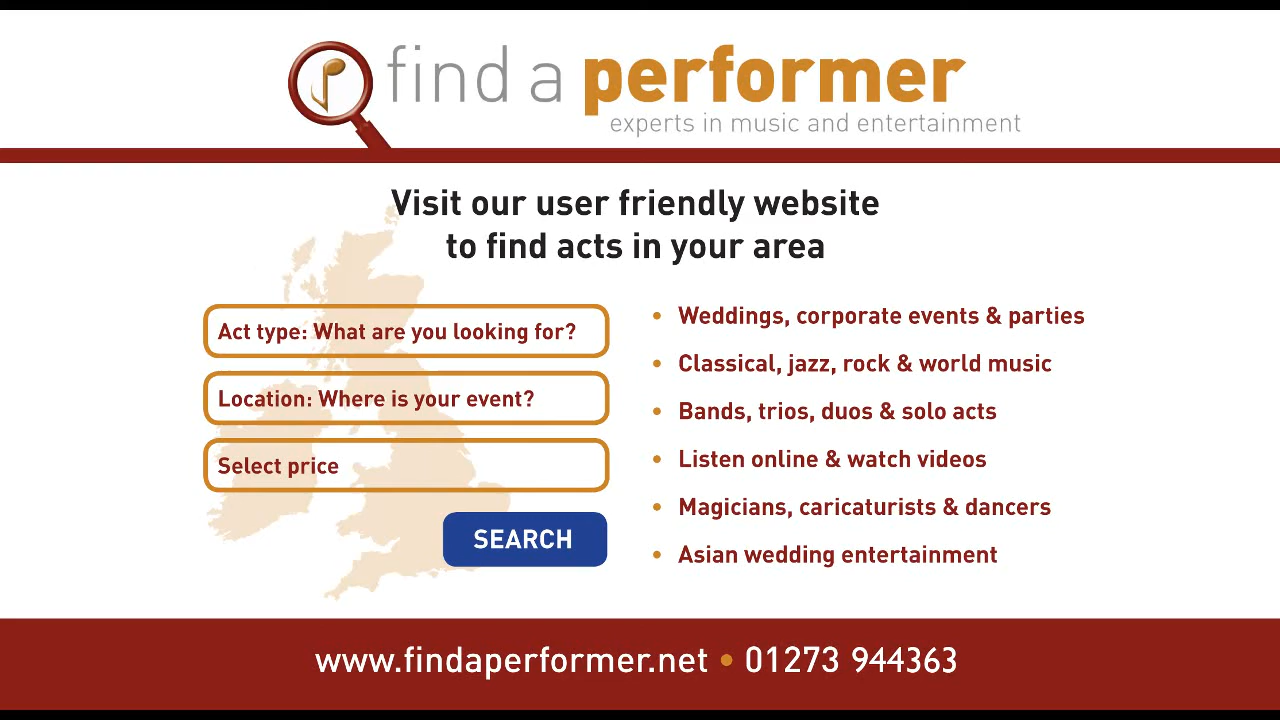 find a performer
experts in music and entertainment
Visit our user friendly website
to find acts in your area
Act type: What are you looking for?
Location: Where is your event?
Select price
SEARCH
• Weddings, corporate events & parties
• Classical, jazz, rock & world music
• Bands, trios, duos & solo acts
• Listen online & watch videos
• Magicians, caricaturists & dancers
• Asian wedding entertainment
www.findaperformer.net • 01273 944363